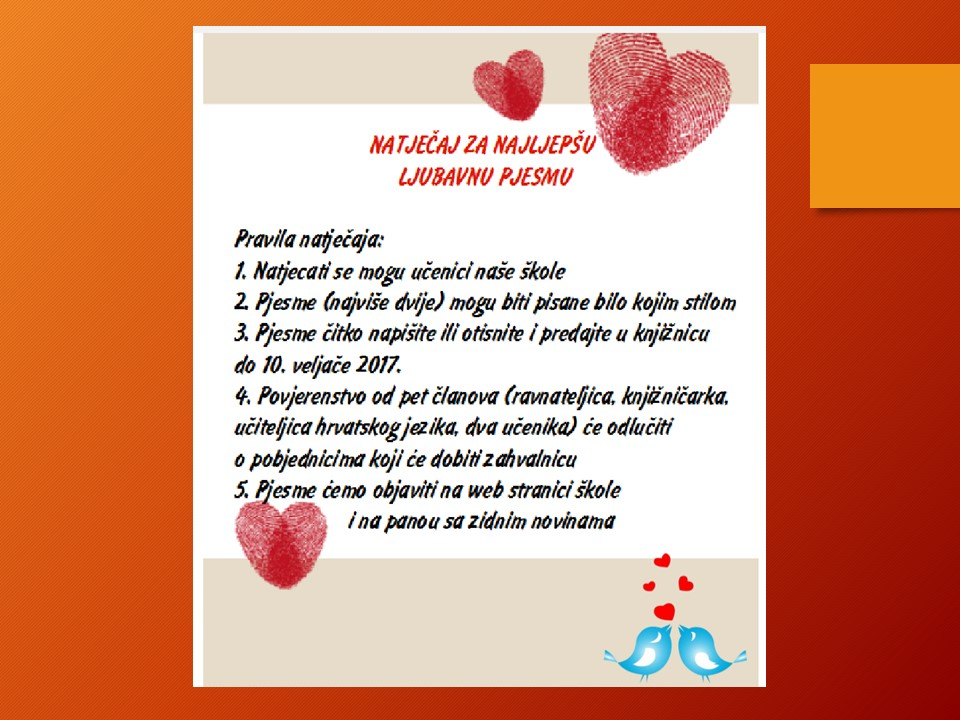 NATJEČAJ ZA NAJLJEPŠU
LJUBAVNU PJESMU
Pravila natječaja:
1. Natjecati se mogu učenici naše škole
2. Pjesme (najviše dvije) mogu biti pisane bilo kojim stilom
3. Pjesme čitko napišite ili otisnite i predajte u knjižnicu
do 10. veljače 2017.
4. Povjerenstvo od pet članova (ravnateljica, knjižničarka,
učiteljica hrvatskog jezika, dva učenika) će odlučiti
o pobjednicima koji će dobiti zahvalnicu
5. Pjesme ćemo objaviti na web stranici škole
i na panou sa zidnim novinama